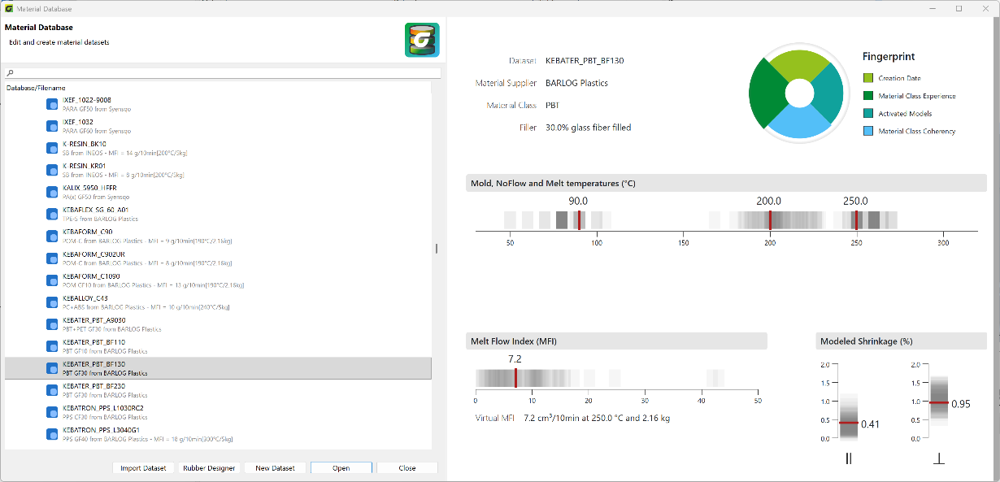 Material Database
Material Database
Edit and create material datasets
Database/Filename
IXEF_1022-9008
PARA GF50 from Syensqo
IXEF_1032
PARA GF60 from Syensqo
K-RESIN_BK10
SB from INEOS - MFI = 14 g/10min[200°C/5kg]
K-RESIN_KR01
SB from INEOS - MFI = 8 g/10min[200°C/5kg]
KALIX_5950_HFFR
PA(x) GF50 from Syensqo
KEBAFLEX_SG_60_A01
TPE-S from BARLOG Plastics
KEBAFORM_C90
POM-C from BARLOG Plastics - MFI = 9 g/10min[190°C/2,16kg]
KEBAFORM_C902UR
POM-C from BARLOG Plastics - MFI = 8 g/10min[190°C/2,16kg]
KEBAFORM_C1090
POM GF10 from BARLOG Plastics - MFI = 13 g/10min[190°C/2,16kg]
KEBALLOY_C43
PC+ABS from BARLOG Plastics - MFI = 10 g/10min[240°C/5kg]
KEBATER_PBT_A9030
PBT+PET GF30 from BARLOG Plastics
KEBATER_PBT_BF110
PBT GF10 from BARLOG Plastics
KEBATER_PBT_BF130
PBT GF30 from BARLOG Plastics
KEBATER_PBT_BF230
PBT GF30 from BARLOG Plastics
KEBATRON_PPS_L1030RC2
PPS CF30 from BARLOG Plastics
KEBATRON_PPS_L3040G1
PPS GF40 from BARLOG Plastics - MFI = 18 g/10min[300°C/5kg]
Import Dataset Rubber Designer New Dataset Open Close
Dataset KEBATER_PBT_BF130
Material Supplier BARLOG Plastics
Material Class PBT
Filler 30.0% glass fiber filled
Fingerprint
Creation Date
Material Class Experience
Activated Models
Material Class Coherency
Mold, NoFlow and Melt temperatures (°C)
90.0 200.0 250.0
50 100 150 200 250 300
Melt Flow Index (MFI)
7.2
0 10 20 30 40 50
Virtual MFI 7.2 cm³/10min at 250.0 °C and 2.16 kg
Modeled Shrinkage (%)
2.0 2.0
1.5 1.5
1.0 1.0
0.95
0.5 0.5
0.41
0.0 0.0
|| ⊥